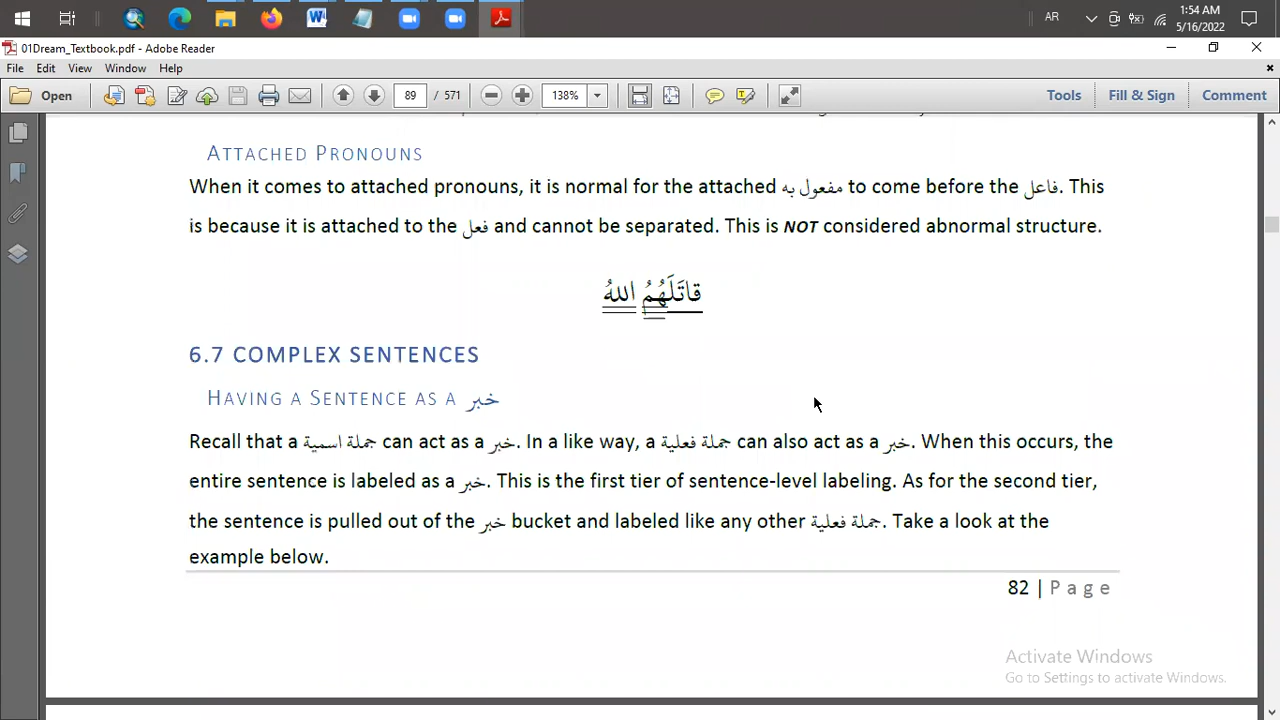 AR
1:54 AM
5/16/2022
01Dream_Textbook.pdf - Adobe Reader
File Edit View Window Help
Open 89 / 571 138% Tools Fill & Sign Comment
ATTACHED PRONOUNS
When it comes to attached pronouns, it is normal for the attached مفعول به to come before the فاعل. This
is because it is attached to the فعل and cannot be separated. This is NOT considered abnormal structure.
قاتَلَهُمُ اللهُ
6.7 COMPLEX SENTENCES
HAVING A SENTENCE AS A خبر
Recall that a جملة اسمية can act as a خبر. In a like way, a جملة فعلية can also act as a خبر. When this occurs, the
entire sentence is labeled as a خبر. This is the first tier of sentence-level labeling. As for the second tier,
the sentence is pulled out of the خبر bucket and labeled like any other جملة فعلية. Take a look at the
example below.
82 | Page
Activate Windows
Go to Settings to activate Windows.